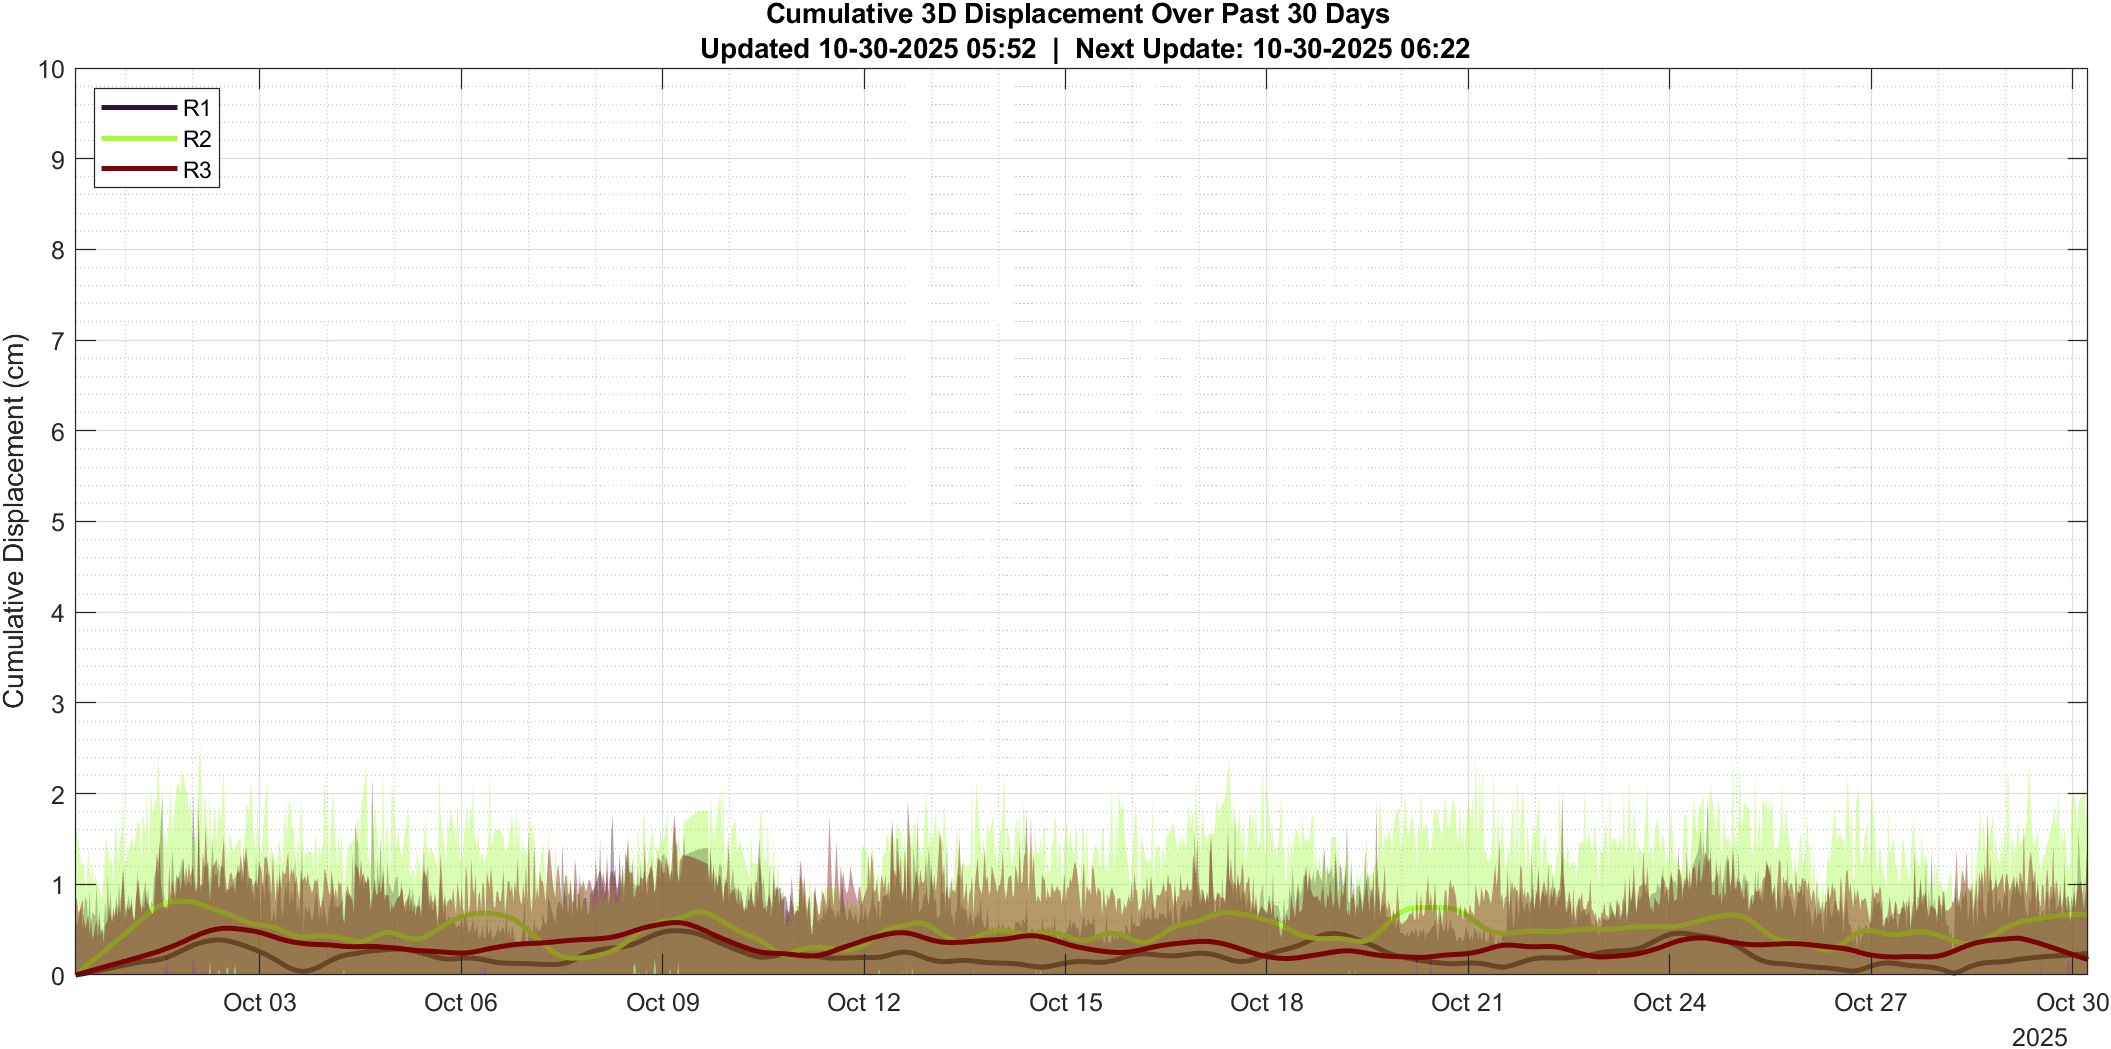 Cumulative 3D Displacement Over Past 30 Days
Updated 10-30-2025 05:52 | Next Update: 10-30-2025 06:22
R1
R2
R3
Cumulative Displacement (cm)
10
9
8
7
6
5
4
3
2
1
0
Oct 03 Oct 06 Oct 09 Oct 12 Oct 15 Oct 18 Oct 21 Oct 24 Oct 27 Oct 30
2025